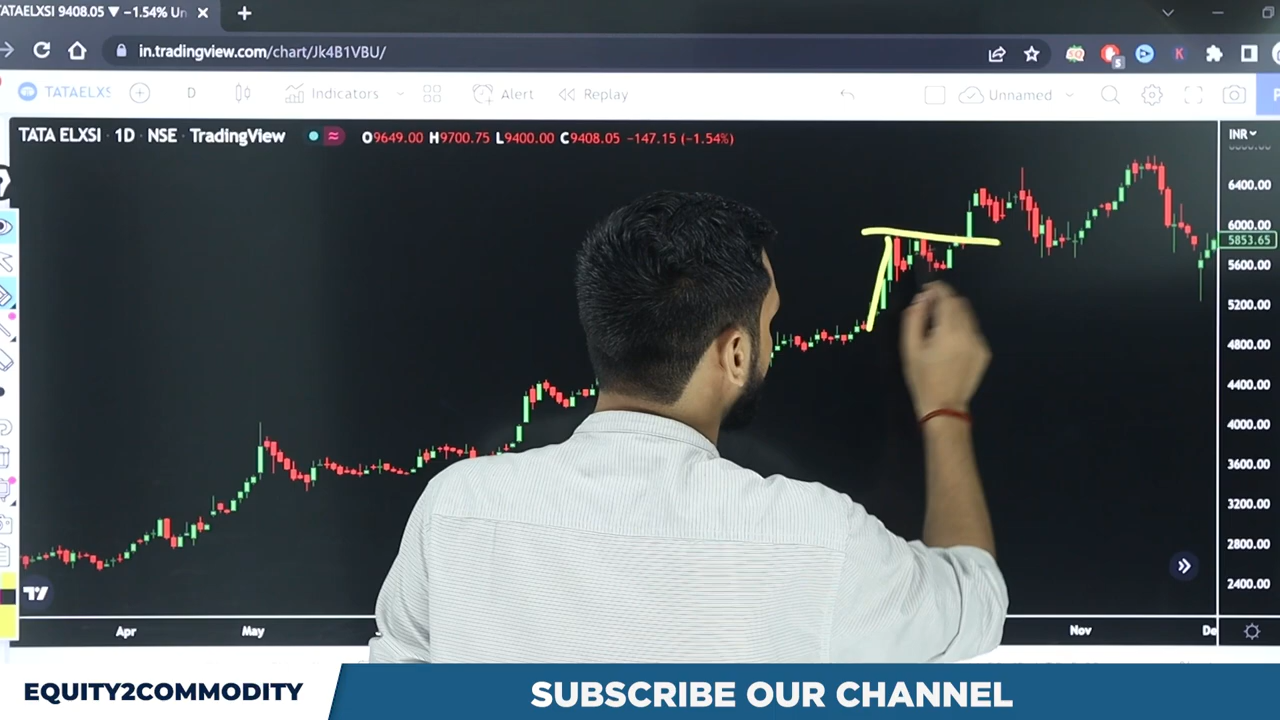 TATAELXSI 9408.05 ▼ −1.54% Un
in.tradingview.com/chart/Jk4B1VBU/
TATAELXS
D
Indicators
Alert
Replay
Unnamed
TATA ELXSI · 1D · NSE · TradingView
O9649.00 H9700.75 L9400.00 C9408.05 −147.15 (−1.54%)
INR
6400.00
6000.00
5853.65
5600.00
5200.00
4800.00
4400.00
4000.00
3600.00
3200.00
2800.00
2400.00
Apr
May
Nov
De
EQUITY2COMMODITY
SUBSCRIBE OUR CHANNEL